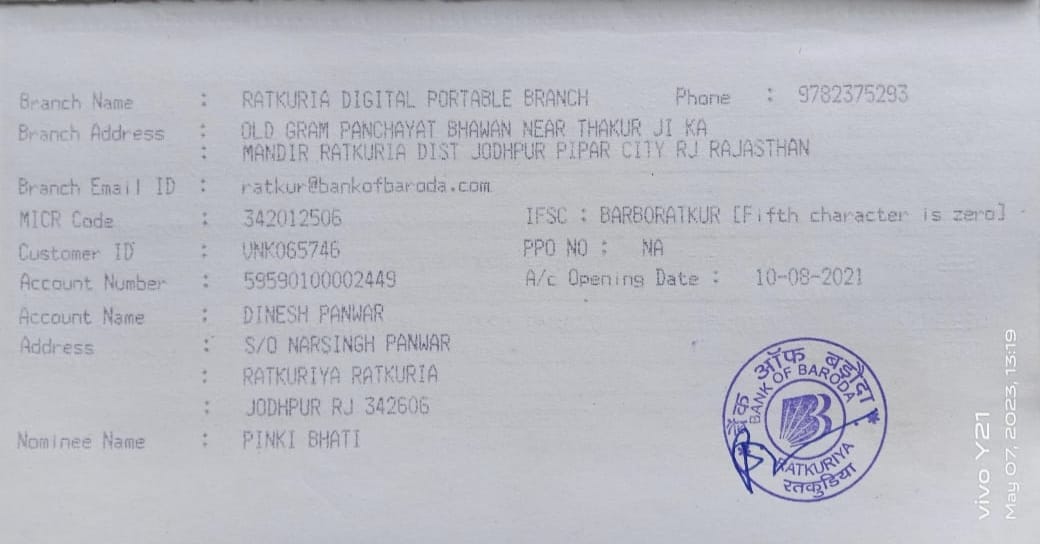 Branch Name : RATKURIA DIGITAL PORTABLE BRANCH Phone : 9782375293
Branch Address : OLD GRAM PANCHAYAT BHAWAN NEAR THAKUR JI KA
: MANDIR RATKURIA DIST JODHPUR PIPAR CITY RJ RAJASTHAN
Branch Email ID : ratkur@bankofbaroda.com
MICR Code : 342012506 IFSC : BARB0RATKUR [Fifth character is zero]
Customer ID : UNK065746 PPO NO : NA
Account Number : 59590100002449 A/c Opening Date : 10-08-2021
Account Name : DINESH PANWAR
Address : S/O NARSINGH PANWAR
: RATKURIYA RATKURIA
: JODHPUR RJ 342606
Nominee Name : PINKI BHATI
बैंक ऑफ बड़ौदा
BANK OF BARODA
RATKURIYA
रतकुडिया
vivo Y21
May 07, 2023, 13:19